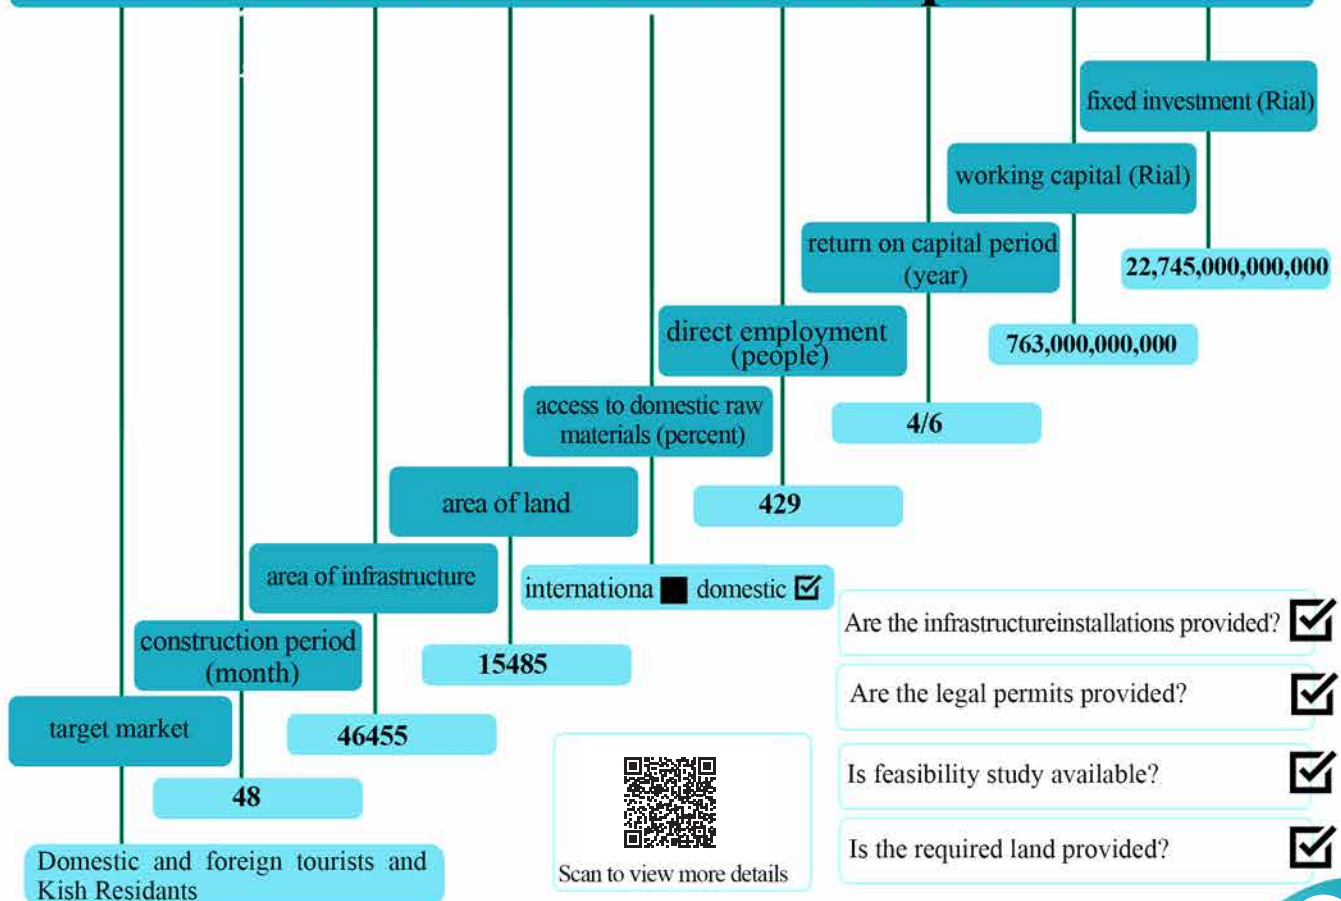 fixed investment (Rial)
22,745,000,000,000
working capital (Rial)
763,000,000,000
return on capital period
(year)
4/6
direct employment
(people)
429
access to domestic raw
materials (percent)
internationa domestic
area of land
15485
area of infrastructure
46455
construction period
(month)
48
target market
Domestic and foreign tourists and
Kish Residants
Scan to view more details
Are the infrastructureinstallations provided?
Are the legal permits provided?
Is feasibility study available?
Is the required land provided?